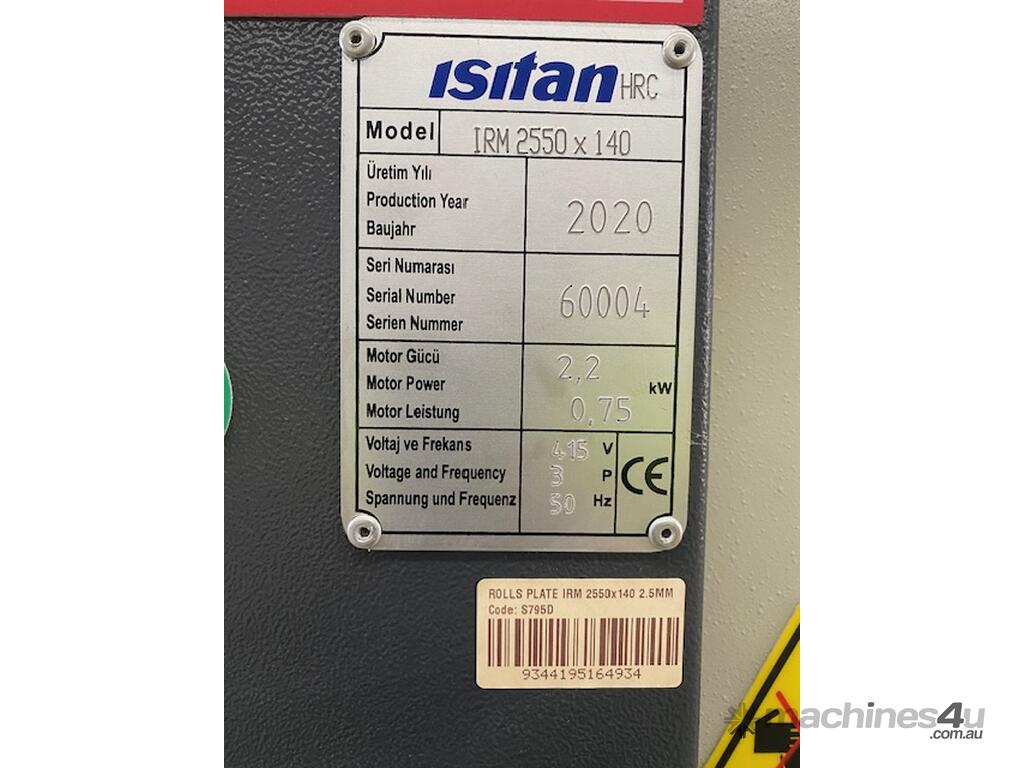 ısıtan HRC
Model IRM 2550 x 140
Üretim Yılı
Production Year 2020
Baujahr
Seri Numarası
Serial Number 60004
Serien Nummer
Motor Gücü 2,2
Motor Power kW
Motor Leistung 0,75
Voltaj ve Frekans 415 V
Voltage and Frequency 3 P
Spannung und Frequenz 50 Hz
CE
ROLLS PLATE IRM 2550x140 2.5MM
Code: S795D
9344195164934
machines4u
.com.au